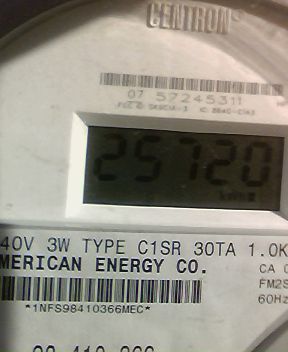 CENTRON
07 57245311
25720
40V 3W TYPE C1SR 30TA 1.0K
MERICAN ENERGY CO.
CA
FM2S
60Hz
*1NFS98410366MEC*